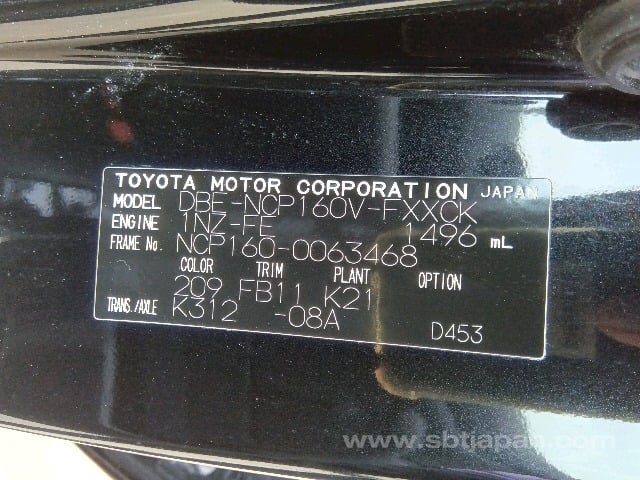 TOYOTA MOTOR CORPORATION JAPAN
MODEL DBE-NCP160V-FXXCK
ENGINE 1NZ-FE 1496 mL
FRAME No. NCP160-0063468
COLOR TRIM PLANT OPTION
209 FB11 K21
TRANS./AXLE K312 -08A
D453
www.sbtjapan.com